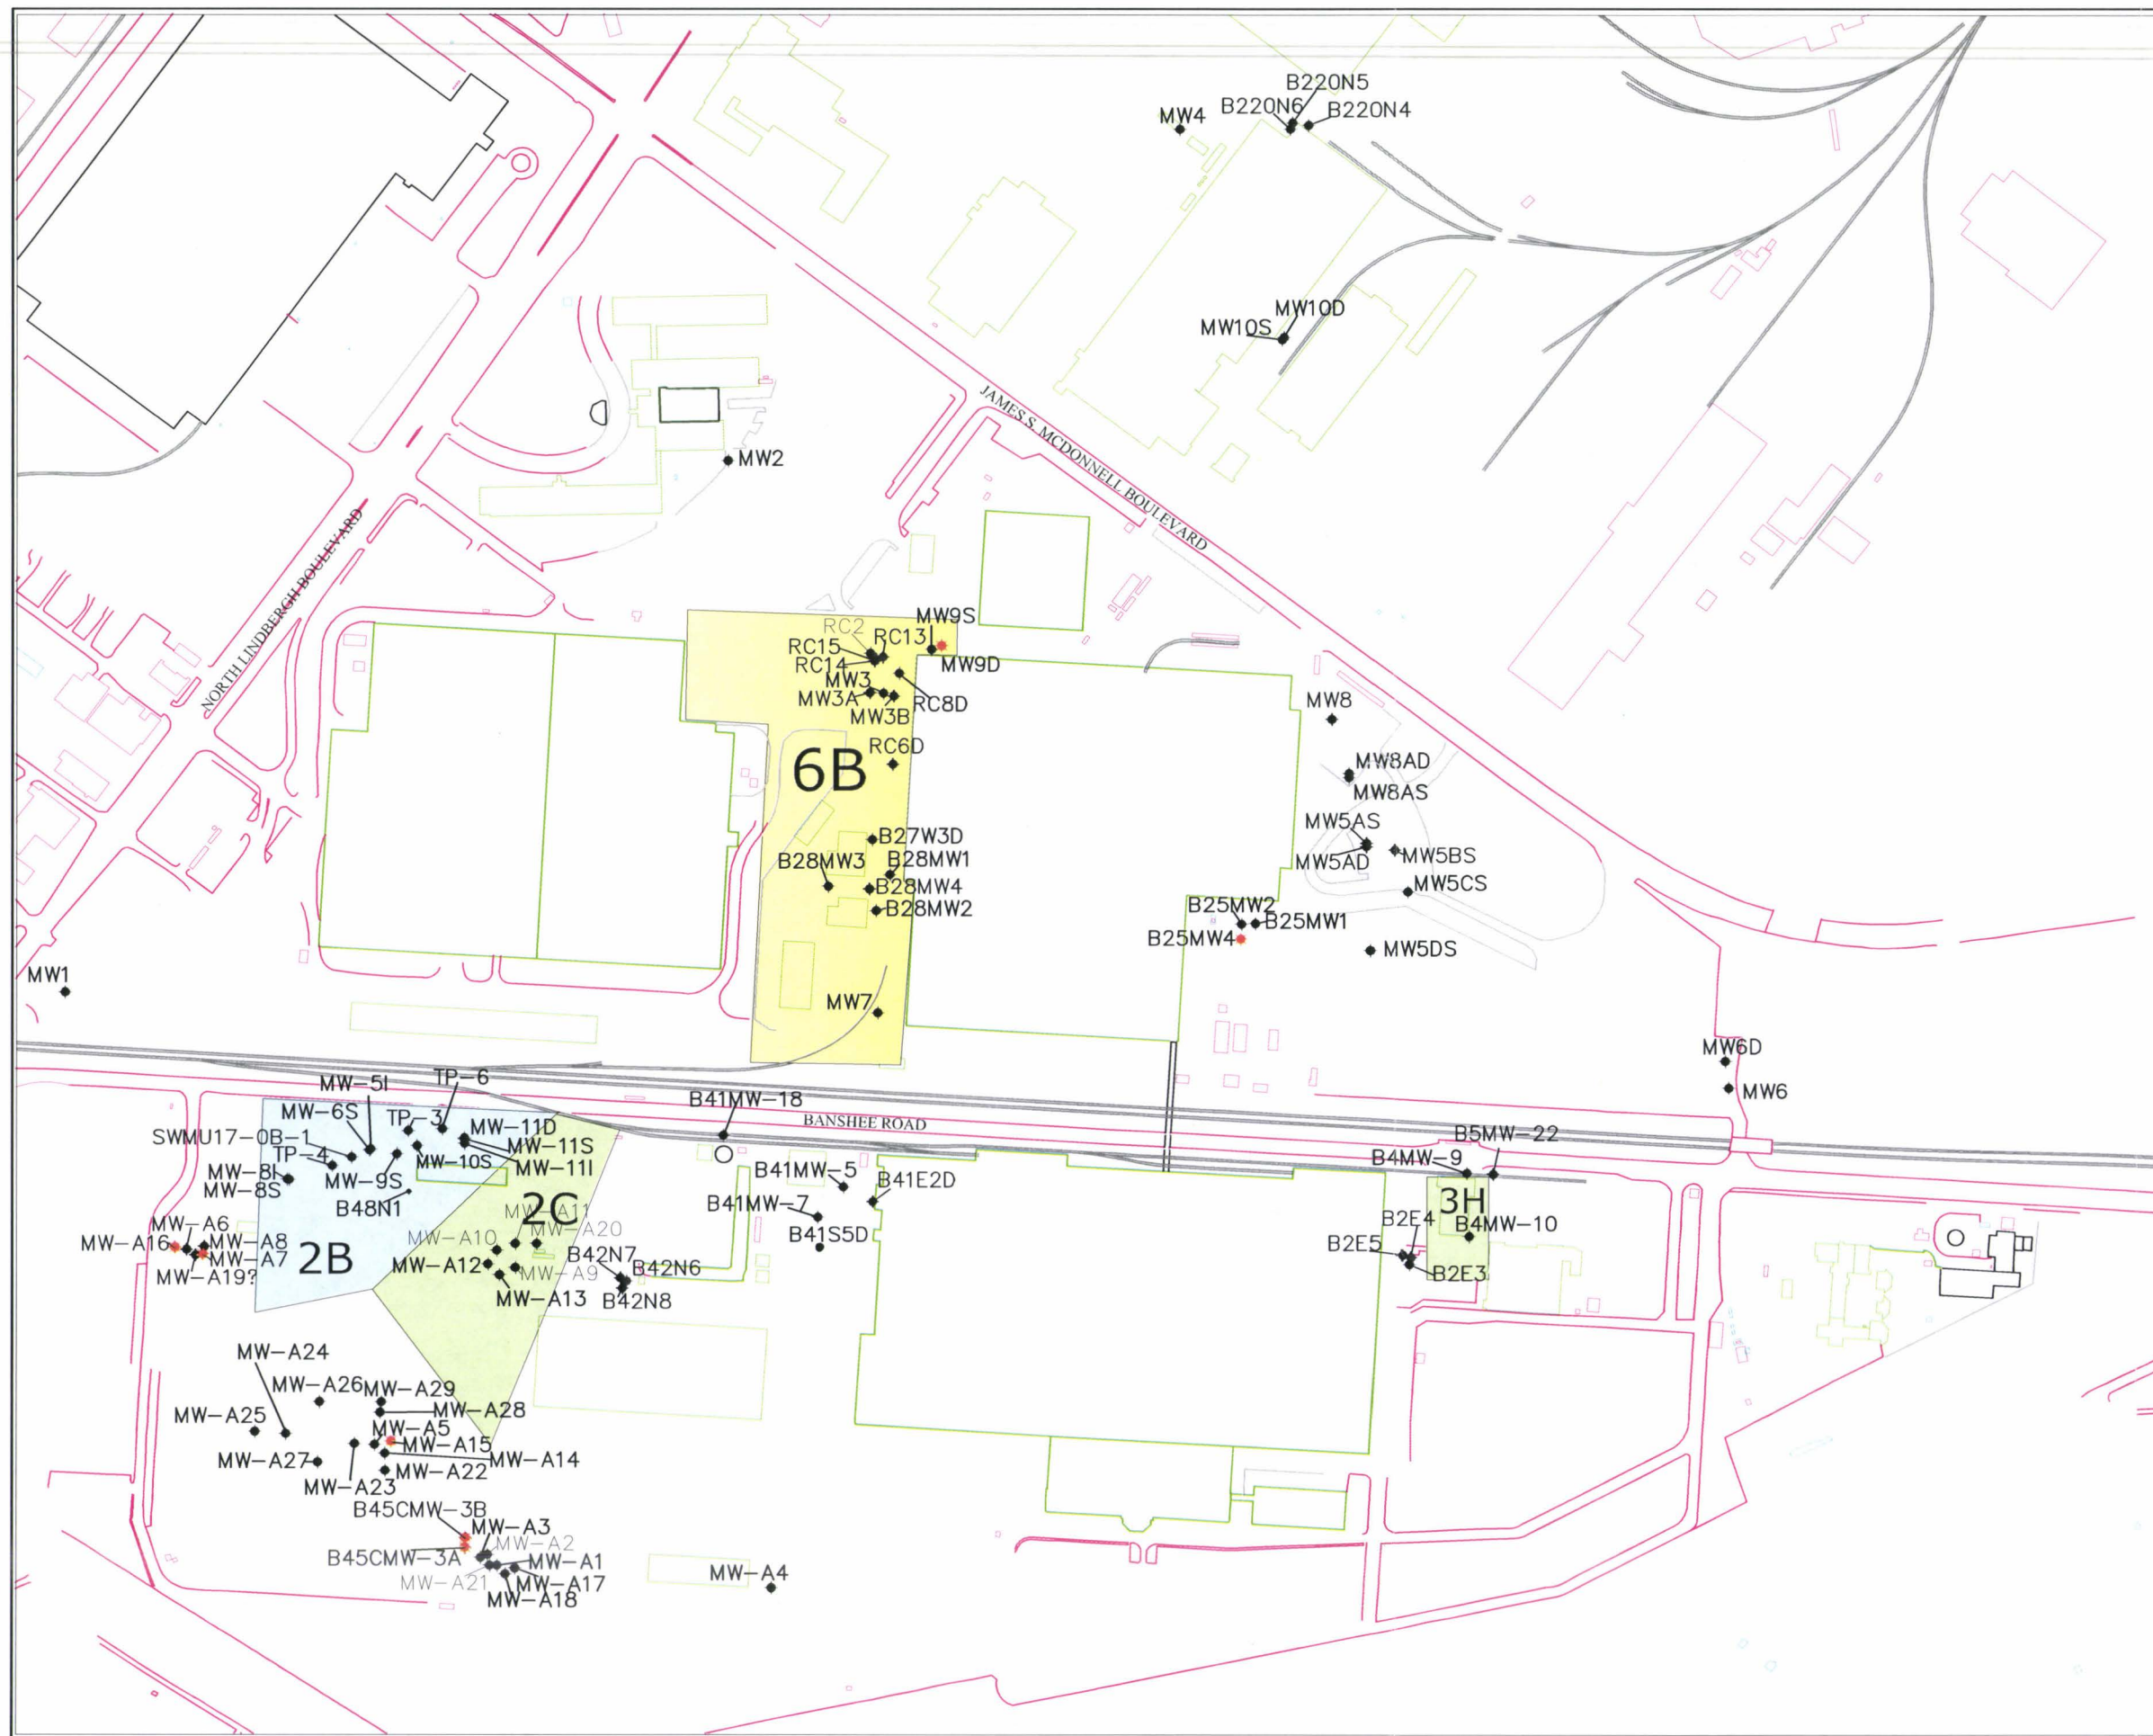 B220N5
B220N6
B220N4
MW4
MW10D
MW10S
JAMES S. MCDONNELL BOULEVARD
MW2
NORTH LINDBERGH BOULEVARD
MW9S
RC2
RC13
RC15
RC14
MW9D
MW3
MW3A
RC8D
MW3B
MW8
RC6D
6B
MW8AD
MW8AS
MW5AS
B27W3D
MW5BS
B28MW3
B28MW1
MW5AD
B28MW4
MW5CS
B28MW2
B25MW2
B25MW1
B25MW4
MW5DS
MW1
MW7
MW6D
MW6
MW-5I
TP-6
MW-6S
TP-3
B41MW-18
BANSHEE ROAD
MW-11D
SWMU17-0B-1
MW-11S
B5MW-22
TP-4
MW-10S
MW-11I
B4MW-9
MW-8I
MW-9S
B41MW-5
B41E2D
MW-8S
B48N1
2C
MW-A11
B41MW-7
3H
MW-A6
MW-A20
B41S5D
B2E4
B4MW-10
MW-A16
MW-A8
MW-A10
B42N7
B2E5
MW-A7
2B
MW-A12
MW-A9
B42N6
B2E3
MW-A19?
MW-A13
B42N8
MW-A24
MW-A26
MW-A29
MW-A28
MW-A25
MW-A5
MW-A15
MW-A27
MW-A14
MW-A22
MW-A23
B45CMW-3B
MW-A3
MW-A2
B45CMW-3A
MW-A1
MW-A21
MW-A17
MW-A4
MW-A18